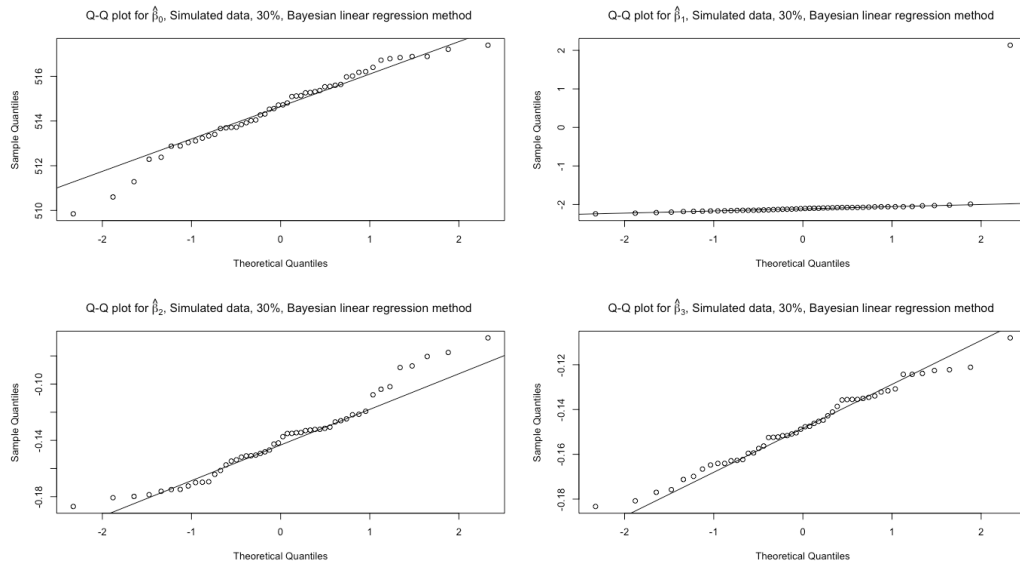 Q-Q plot for β̂₀, Simulated data, 30%, Bayesian linear regression method
Sample Quantiles
516
514
512
510
-2 -1 0 1 2
Theoretical Quantiles
Q-Q plot for β̂₁, Simulated data, 30%, Bayesian linear regression method
Sample Quantiles
2
1
0
-1
-2
-2 -1 0 1 2
Theoretical Quantiles
Q-Q plot for β̂₂, Simulated data, 30%, Bayesian linear regression method
Sample Quantiles
-0.10
-0.14
-0.18
-2 -1 0 1 2
Theoretical Quantiles
Q-Q plot for β̂₃, Simulated data, 30%, Bayesian linear regression method
Sample Quantiles
-0.12
-0.14
-0.16
-0.18
-2 -1 0 1 2
Theoretical Quantiles